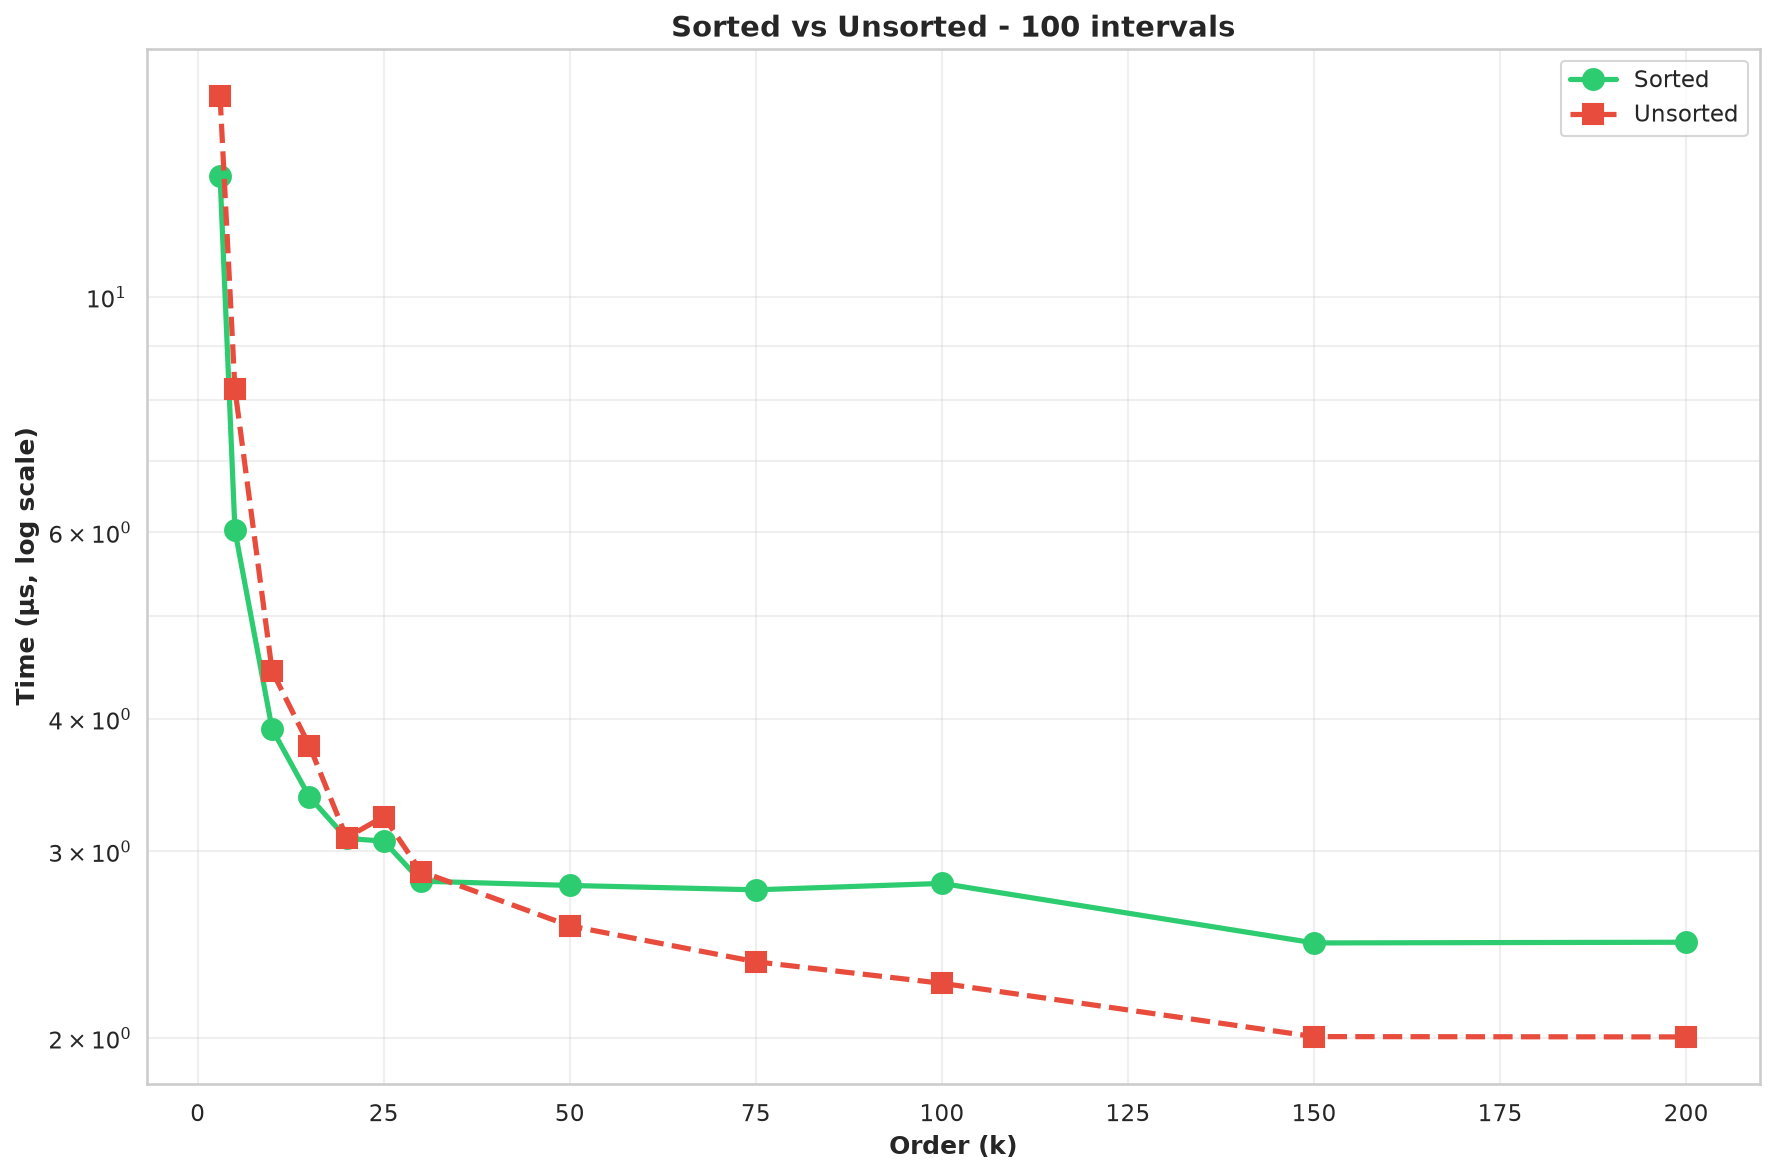 Sorted vs Unsorted - 100 intervals
Sorted
Unsorted
Time (µs, log scale)
10¹
6 × 10⁰
4 × 10⁰
3 × 10⁰
2 × 10⁰
0 25 50 75 100 125 150 175 200
Order (k)